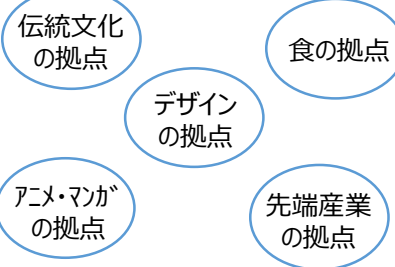 伝統文化
の拠点
食の拠点
デザイン
の拠点
ｱﾆﾒ・ﾏﾝｶﾞ
の拠点
先端産業
の拠点